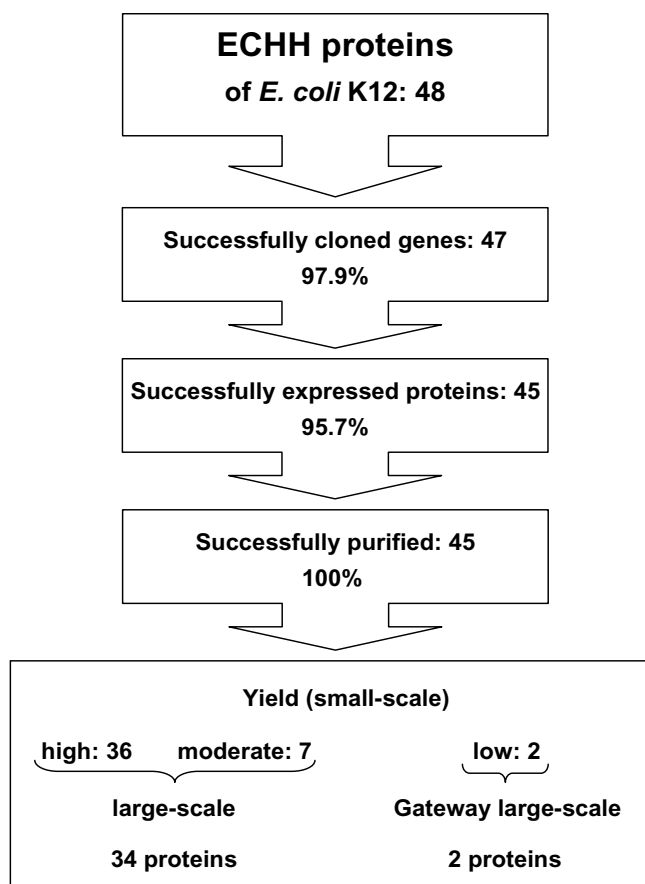 ECHH proteins
of E. coli K12: 48
Successfully cloned genes: 47
97.9%
Successfully expressed proteins: 45
95.7%
Successfully purified: 45
100%
Yield (small-scale)
high: 36 moderate: 7 low: 2
large-scale Gateway large-scale
34 proteins 2 proteins